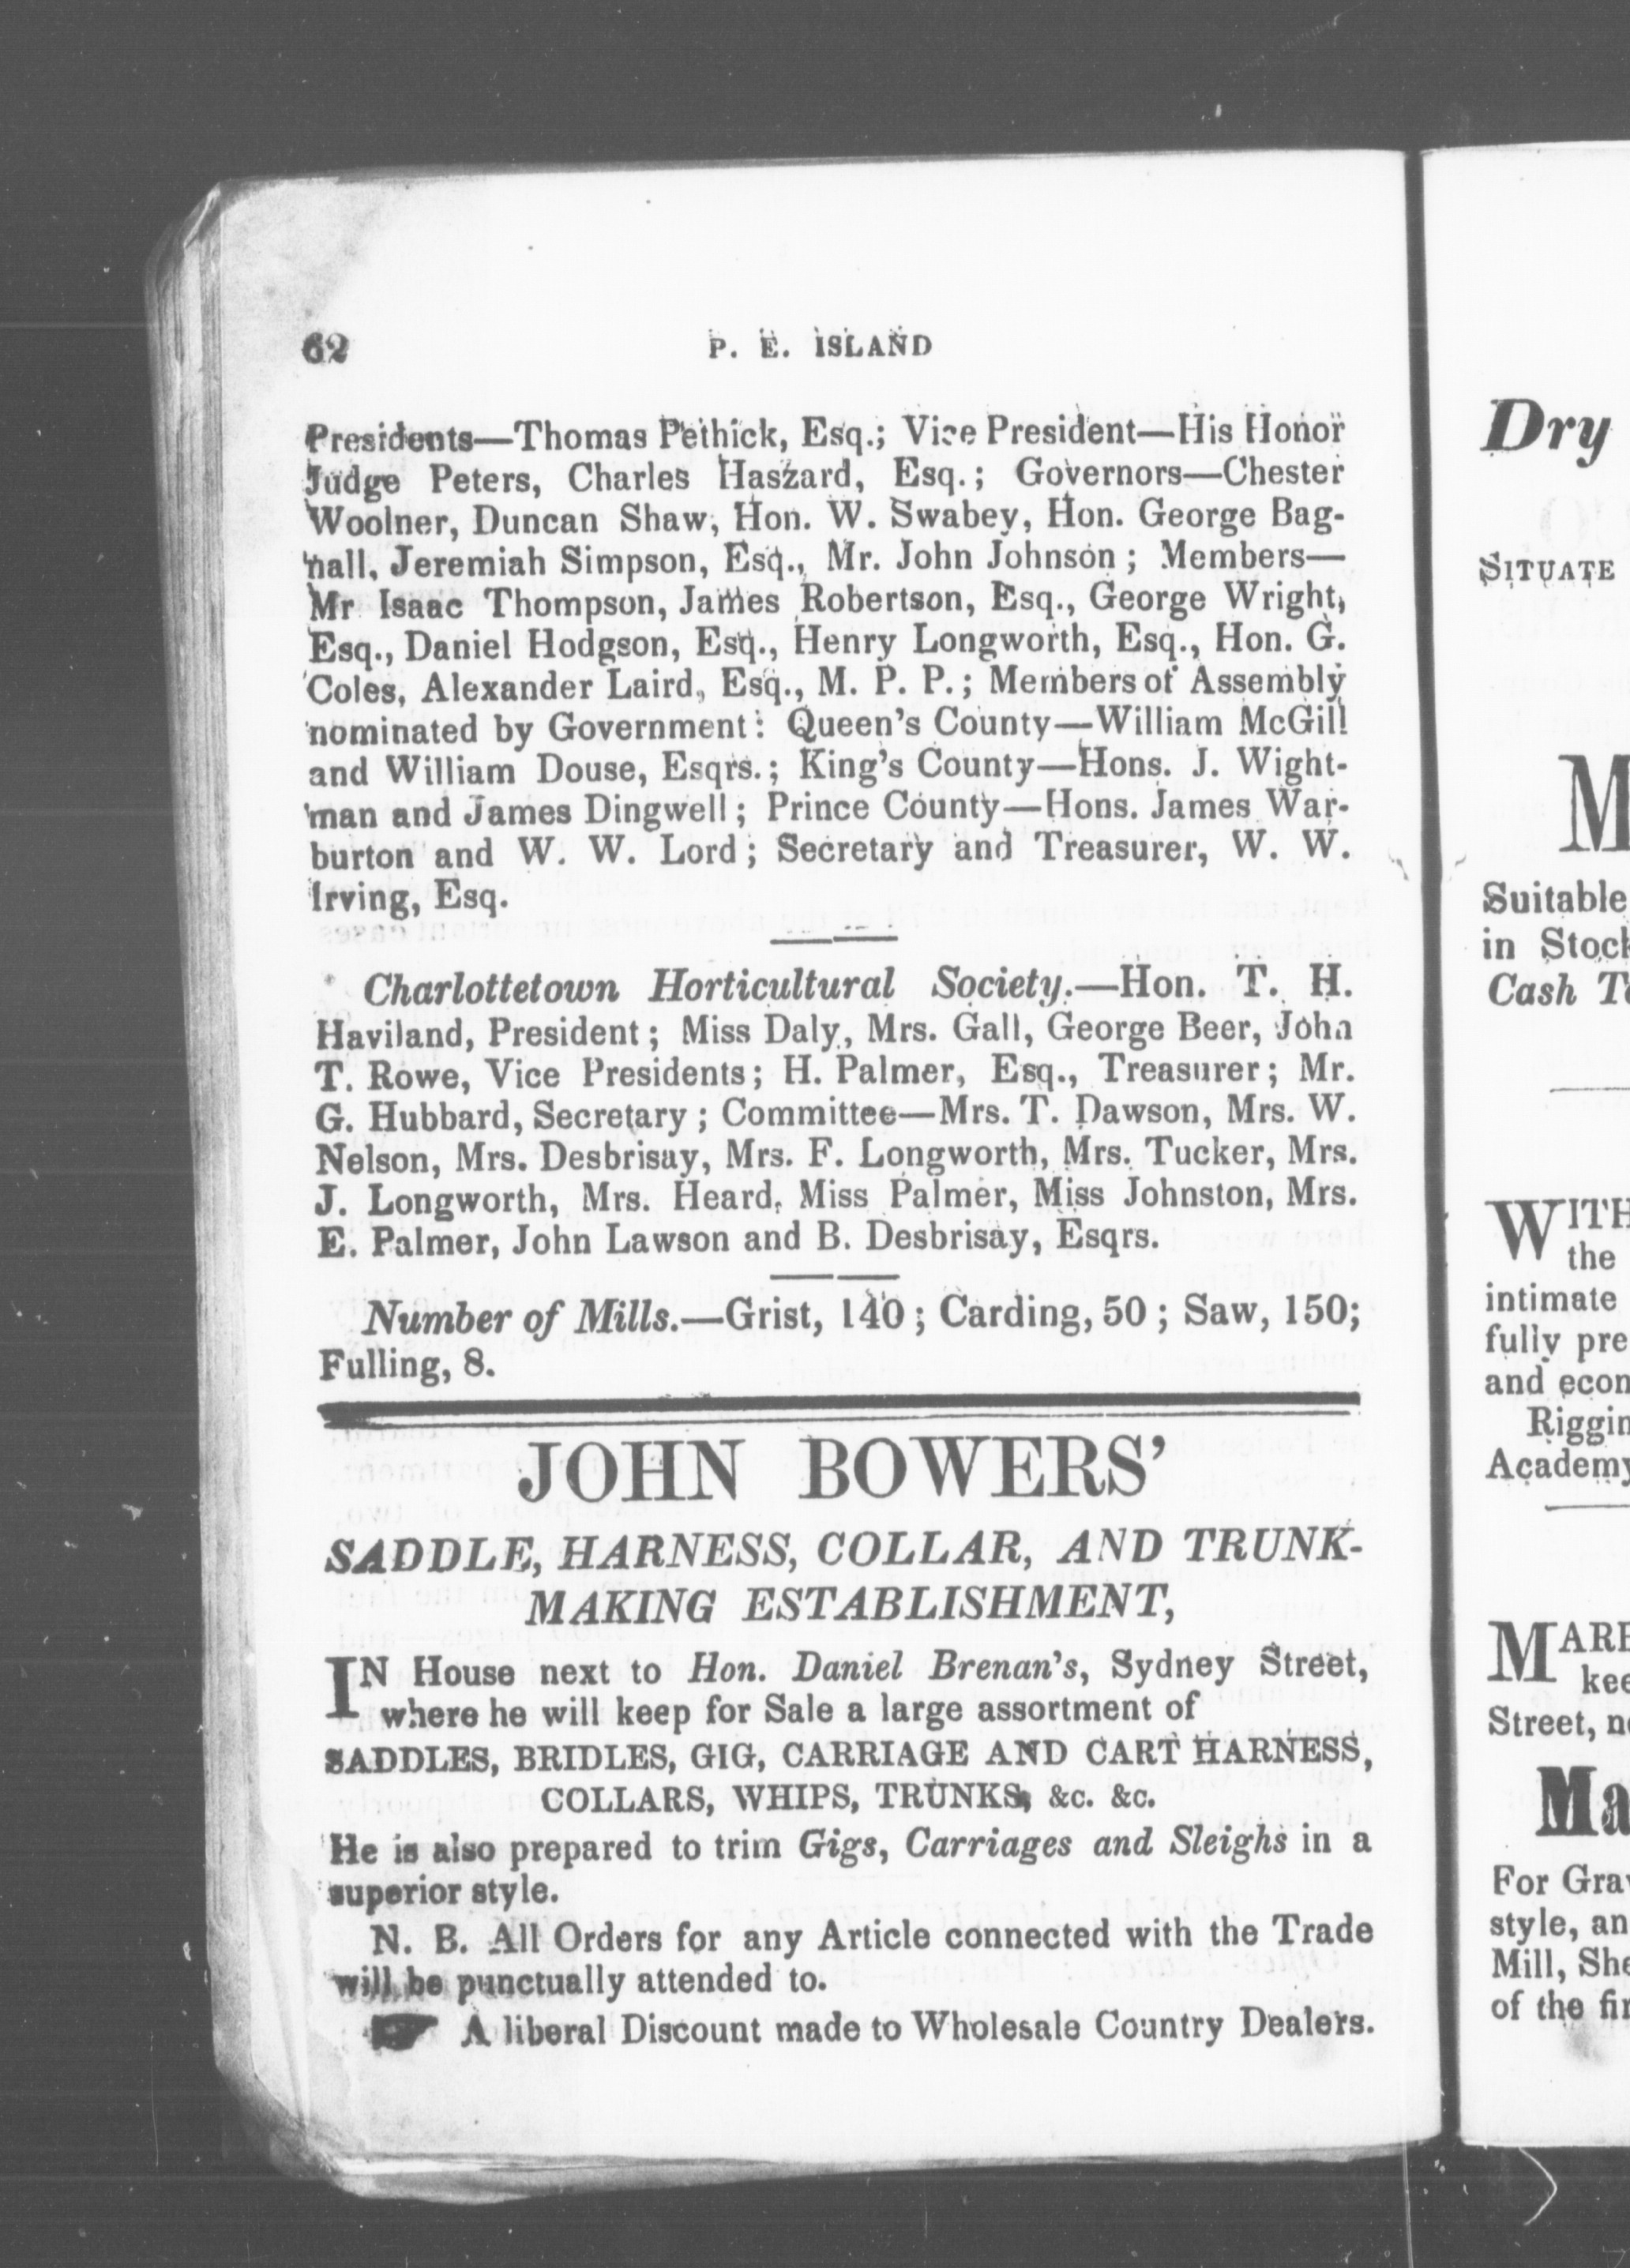 62
P. E. ISLAND
Presidents—Thomas Pethick, Esq.; Vice President—His Honor
Judge Peters, Charles Haszard, Esq.; Governors—Chester
Woolner, Duncan Shaw, Hon. W. Swabey, Hon. George Bag-
nall, Jeremiah Simpson, Esq., Mr. John Johnson; Members—
Mr Isaac Thompson, James Robertson, Esq., George Wright,
Esq., Daniel Hodgson, Esq., Henry Longworth, Esq., Hon. G.
Coles, Alexander Laird, Esq., M. P. P.; Members of Assembly
nominated by Government: Queen's County—William McGill
and William Douse, Esqrs.; King's County—Hons. J. Wight-
man and James Dingwell; Prince County—Hons. James War-
burton and W. W. Lord; Secretary and Treasurer, W. W.
Irving, Esq.
Charlottetown Horticultural Society.—Hon. T. H.
Haviland, President; Miss Daly, Mrs. Gall, George Beer, John
T. Rowe, Vice Presidents; H. Palmer, Esq., Treasurer; Mr.
G. Hubbard, Secretary; Committee—Mrs. T. Dawson, Mrs. W.
Nelson, Mrs. Desbrisay, Mrs. F. Longworth, Mrs. Tucker, Mrs.
J. Longworth, Mrs. Heard, Miss Palmer, Miss Johnston, Mrs.
E. Palmer, John Lawson and B. Desbrisay, Esqrs.
Number of Mills.—Grist, 140; Carding, 50; Saw, 150;
Fulling, 8.
JOHN BOWERS'
SADDLE, HARNESS, COLLAR, AND TRUNK-
MAKING ESTABLISHMENT,
IN House next to Hon. Daniel Brenan's, Sydney Street,
where he will keep for Sale a large assortment of
SADDLES, BRIDLES, GIG, CARRIAGE AND CART HARNESS,
COLLARS, WHIPS, TRUNKS, &c. &c.
He is also prepared to trim Gigs, Carriages and Sleighs in a
superior style.
N. B. All Orders for any Article connected with the Trade
will be punctually attended to.
☞ A liberal Discount made to Wholesale Country Dealers.
Dry
SITUATE
M
Suitable
in Stock
Cash
WITH
the
intimate
fully pre
and econ
Riggin
Academy
MARB
kee
Street,
Ma
For Gra
style, an
Mill, She
of the fi